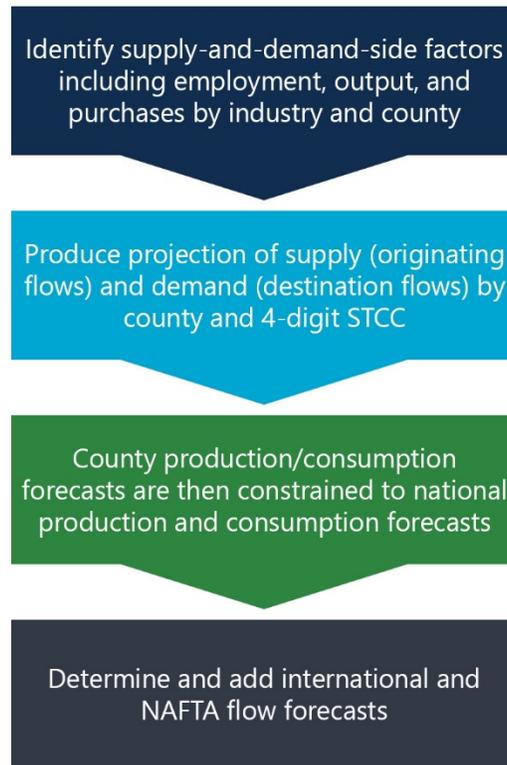 Identify supply-and-demand-side factors
including employment, output, and
purchases by industry and county
Produce projection of supply (originating
flows) and demand (destination flows) by
county and 4-digit STCC
County production/consumption
forecasts are then constrained to national
production and consumption forecasts
Determine and add international and
NAFTA flow forecasts